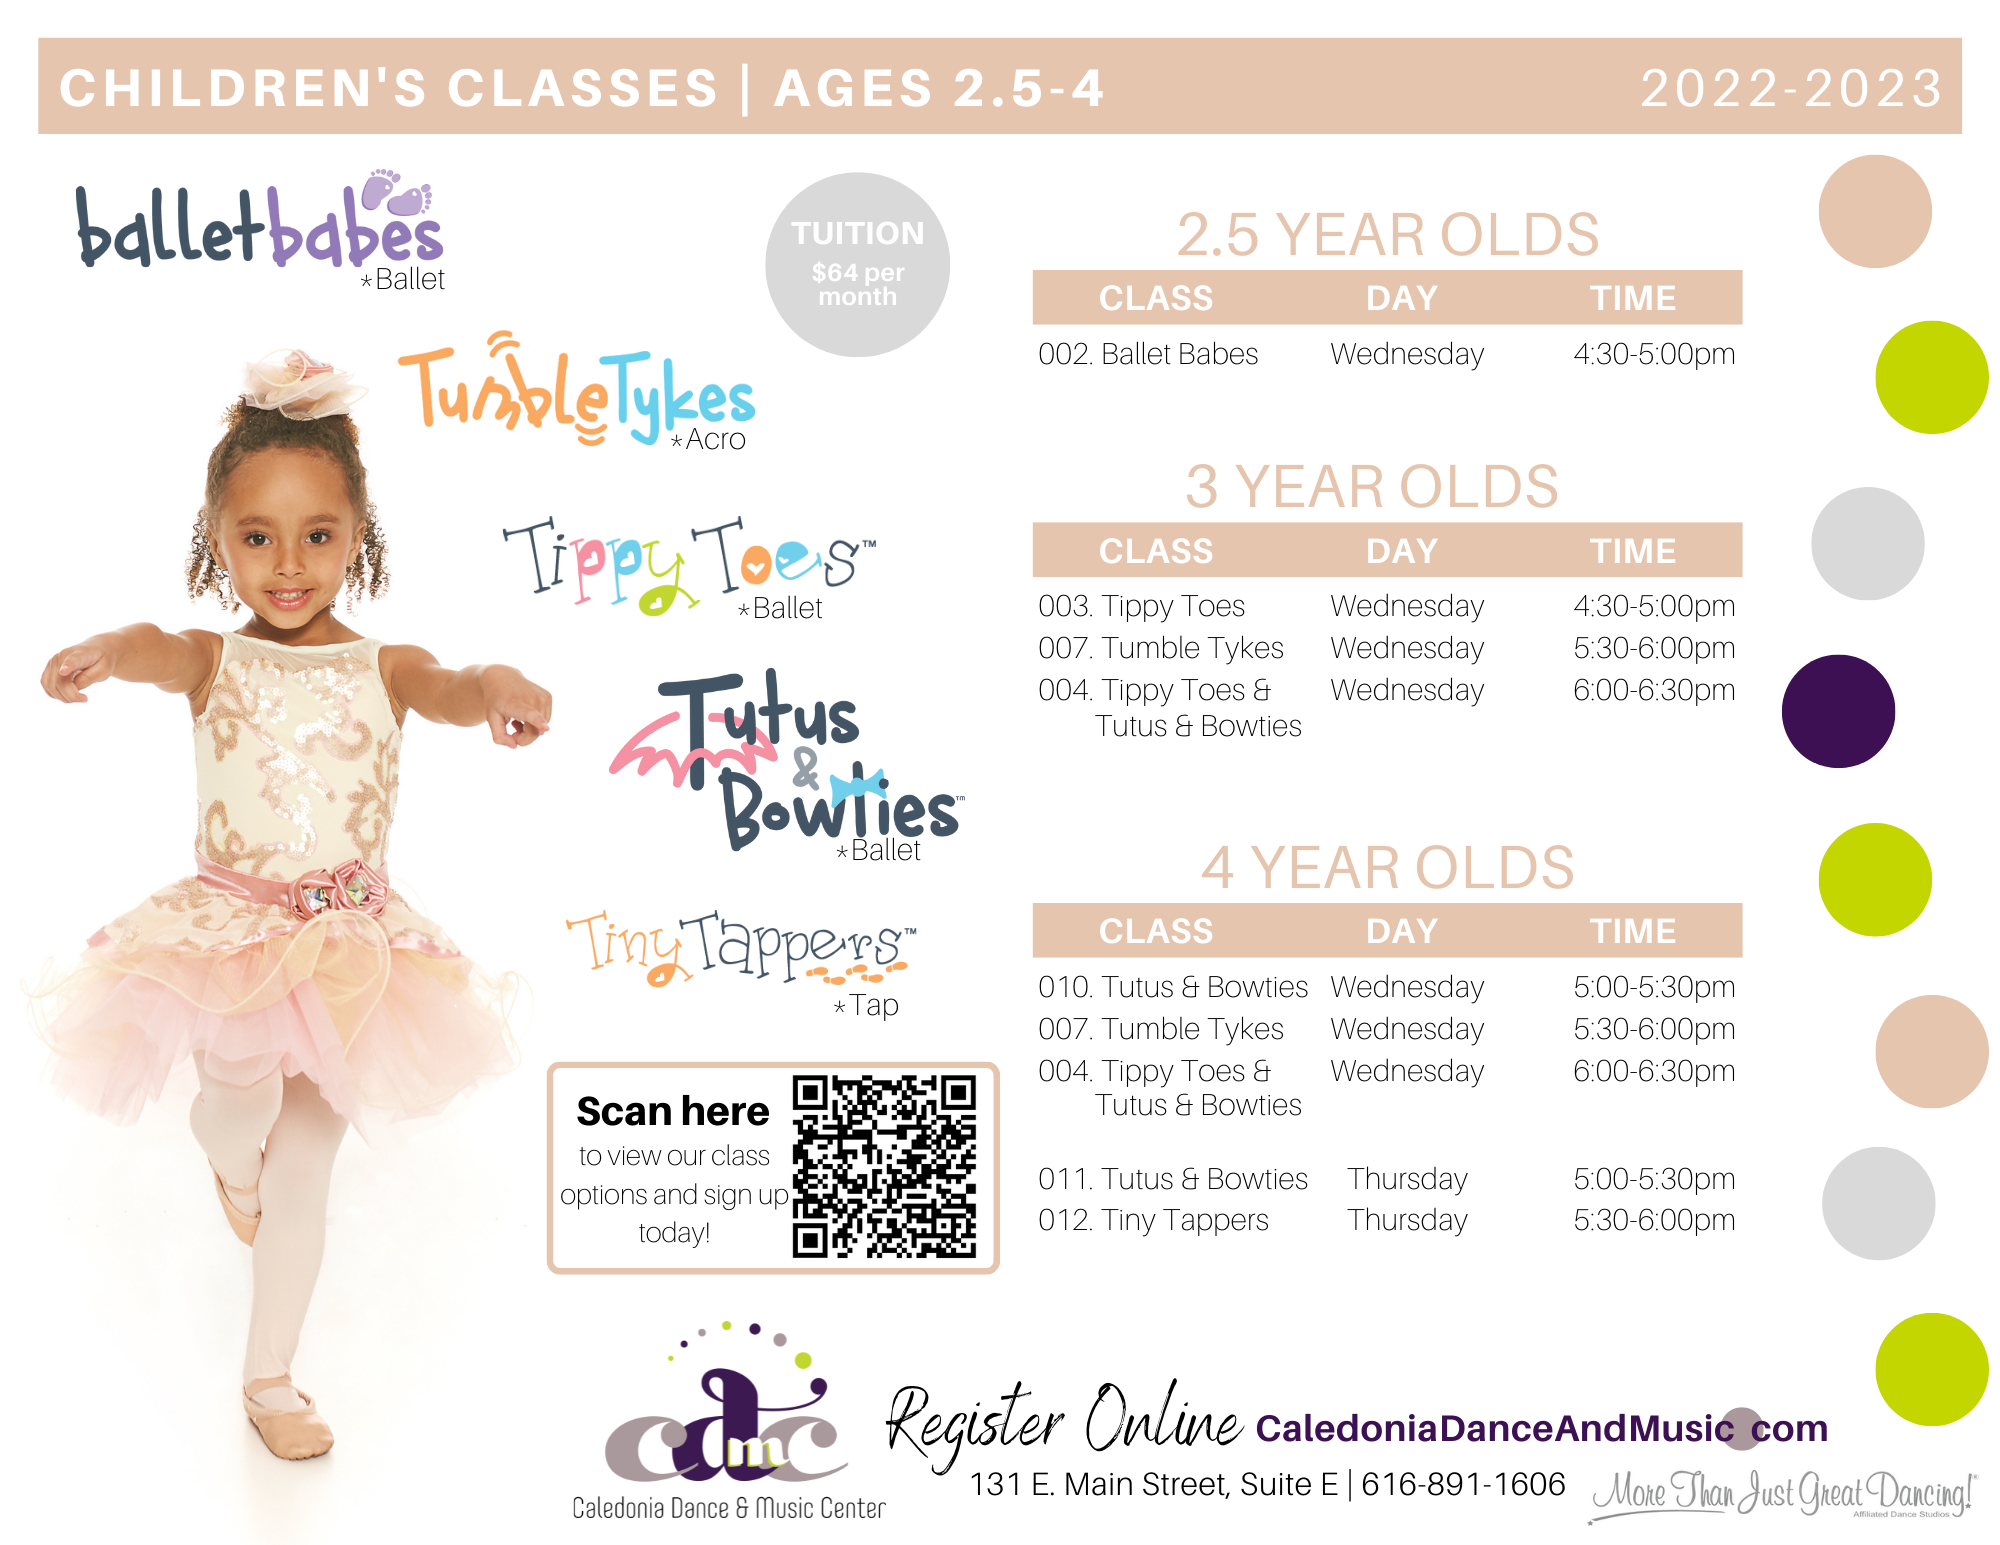 CHILDREN'S CLASSES | AGES 2.5-4
2022-2023
balletbabes
*Ballet
TumbleTykes
*Acro
Tippy Toes™
*Ballet
Tutus
&
Bowties™
*Ballet
TinyTappers™
*Tap
TUITION
$64 per
month
2.5 YEAR OLDS
CLASS DAY TIME
002. Ballet Babes Wednesday 4:30-5:00pm
3 YEAR OLDS
CLASS DAY TIME
003. Tippy Toes Wednesday 4:30-5:00pm
007. Tumble Tykes Wednesday 5:30-6:00pm
004. Tippy Toes & Wednesday 6:00-6:30pm
Tutus & Bowties
4 YEAR OLDS
CLASS DAY TIME
010. Tutus & Bowties Wednesday 5:00-5:30pm
007. Tumble Tykes Wednesday 5:30-6:00pm
004. Tippy Toes & Wednesday 6:00-6:30pm
Tutus & Bowties
011. Tutus & Bowties Thursday 5:00-5:30pm
012. Tiny Tappers Thursday 5:30-6:00pm
Scan here
to view our class
options and sign up
today!
cdmc
Caledonia Dance & Music Center
Register Online CaledoniaDanceAndMusic com
131 E. Main Street, Suite E | 616-891-1606
More Than Just Great Dancing!®
Affiliated Dance Studios